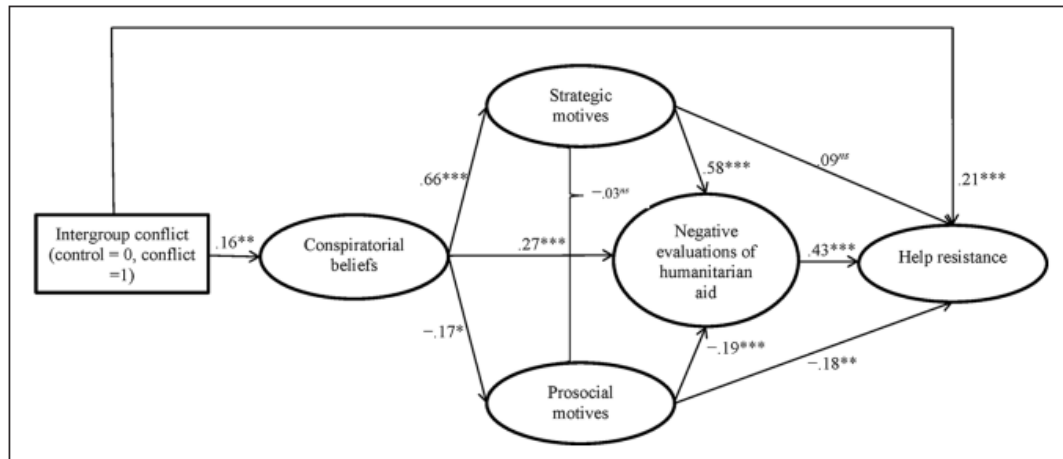 Strategic
motives
.09ns
.58***
.66***
−.03ns
.21***
Intergroup conflict
(control = 0, conflict
=1)
.16**
Conspiratorial
beliefs
.27***
Negative
evaluations of
humanitarian
aid
.43***
Help resistance
−.17*
−.19***
−.18**
Prosocial
motives